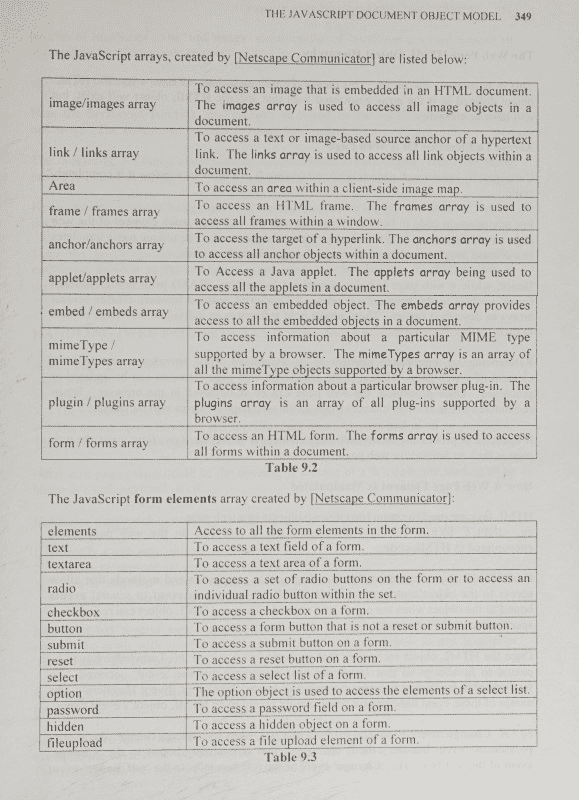 THE JAVASCRIPT DOCUMENT OBJECT MODEL 349
The JavaScript arrays, created by [Netscape Communicator] are listed below:
image/images array
To access an image that is embedded in an HTML document.
The images array is used to access all image objects in a
document.
link / links array
To access a text or image-based source anchor of a hypertext
link. The links array is used to access all link objects within a
document.
Area
To access an area within a client-side image map.
frame / frames array
To access an HTML frame. The frames array is used to
access all frames within a window.
anchor/anchors array
To access the target of a hyperlink. The anchors array is used
to access all anchor objects within a document.
applet/applets array
To Access a Java applet. The applets array being used to
access all the applets in a document.
embed / embeds array
To access an embedded object. The embeds array provides
access to all the embedded objects in a document.
mimeType /
mimeTypes array
To access information about a particular MIME type
supported by a browser. The mimeTypes array is an array of
all the mimeType objects supported by a browser.
plugin / plugins array
To access information about a particular browser plug-in. The
plugins array is an array of all plug-ins supported by a
browser.
form / forms array
To access an HTML form. The forms array is used to access
all forms within a document.
Table 9.2
The JavaScript form elements array created by [Netscape Communicator]:
elements
Access to all the form elements in the form.
text
To access a text field of a form.
textarea
To access a text area of a form.
radio
To access a set of radio buttons on the form or to access an
individual radio button within the set.
checkbox
To access a checkbox on a form.
button
To access a form button that is not a reset or submit button.
submit
To access a submit button on a form.
reset
To access a reset button on a form.
select
To access a select list of a form.
option
The option object is used to access the elements of a select list.
password
To access a password field on a form.
hidden
To access a hidden object on a form.
fileupload
To access a file upload element of a form.
Table 9.3